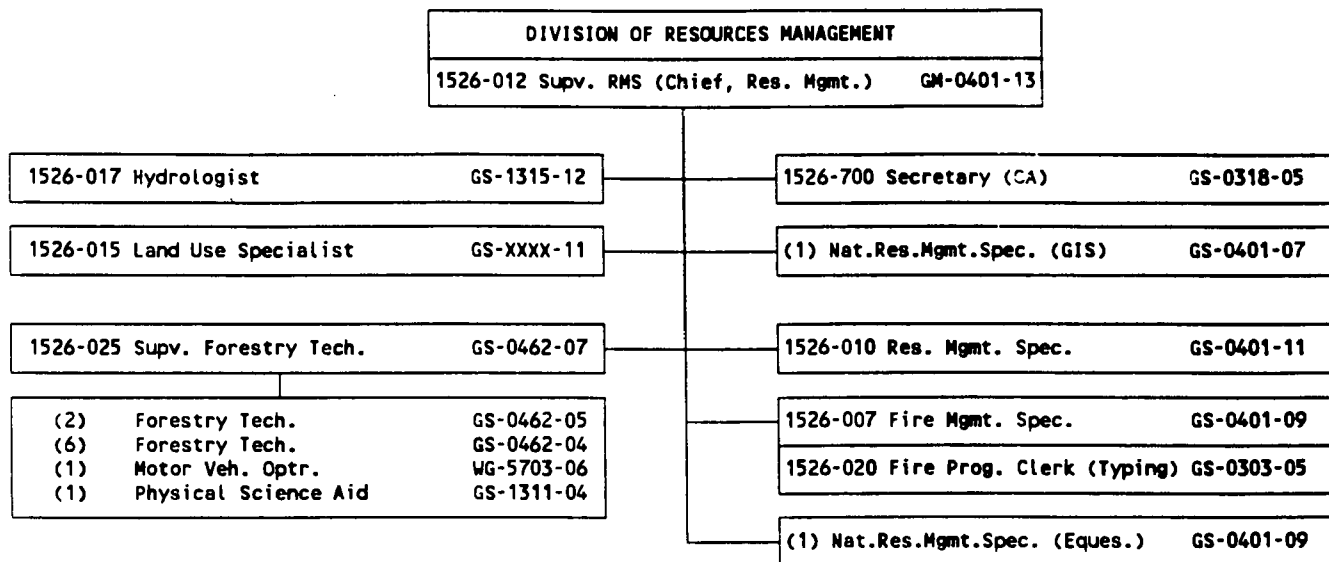 DIVISION OF RESOURCES MANAGEMENT
1526-012 Supv. RMS (Chief, Res. Mgmt.) GM-0401-13
1526-017 Hydrologist GS-1315-12
1526-700 Secretary (CA) GS-0318-05
1526-015 Land Use Specialist GS-XXXX-11
(1) Nat.Res.Mgmt.Spec. (GIS) GS-0401-07
1526-025 Supv. Forestry Tech. GS-0462-07
1526-010 Res. Mgmt. Spec. GS-0401-11
(2) Forestry Tech. GS-0462-05
(6) Forestry Tech. GS-0462-04
(1) Motor Veh. Optr. WG-5703-06
(1) Physical Science Aid GS-1311-04
1526-007 Fire Mgmt. Spec. GS-0401-09
1526-020 Fire Prog. Clerk (Typing) GS-0303-05
(1) Nat.Res.Mgmt.Spec. (Eques.) GS-0401-09